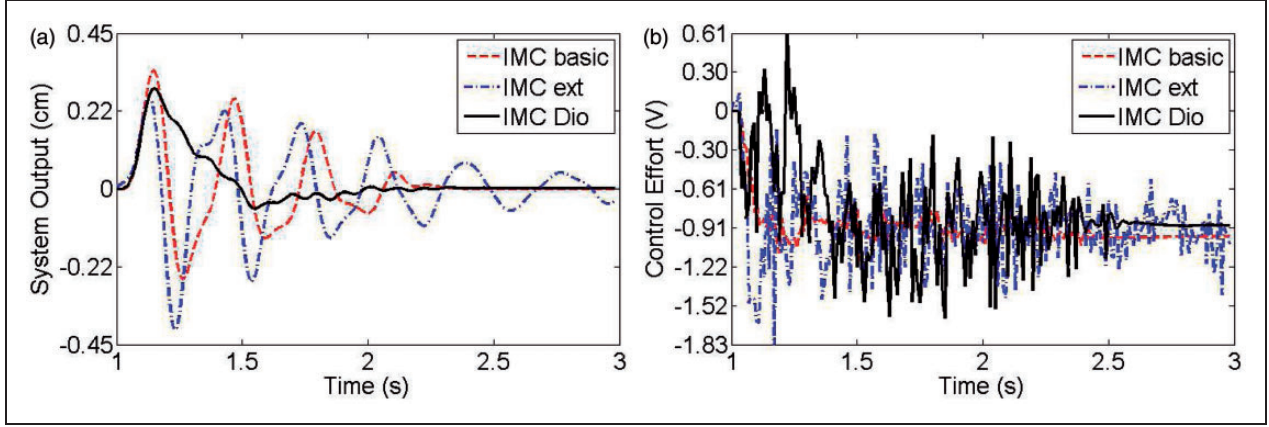 (a)
System Output (cm)
0.45
0.22
0
-0.22
-0.45
1
1.5
2
2.5
3
Time (s)
IMC basic
IMC ext
IMC Dio
(b)
Control Effort (V)
0.61
0.30
0
-0.30
-0.61
-0.91
-1.22
-1.52
-1.83
1
1.5
2
2.5
3
Time (s)
IMC basic
IMC ext
IMC Dio